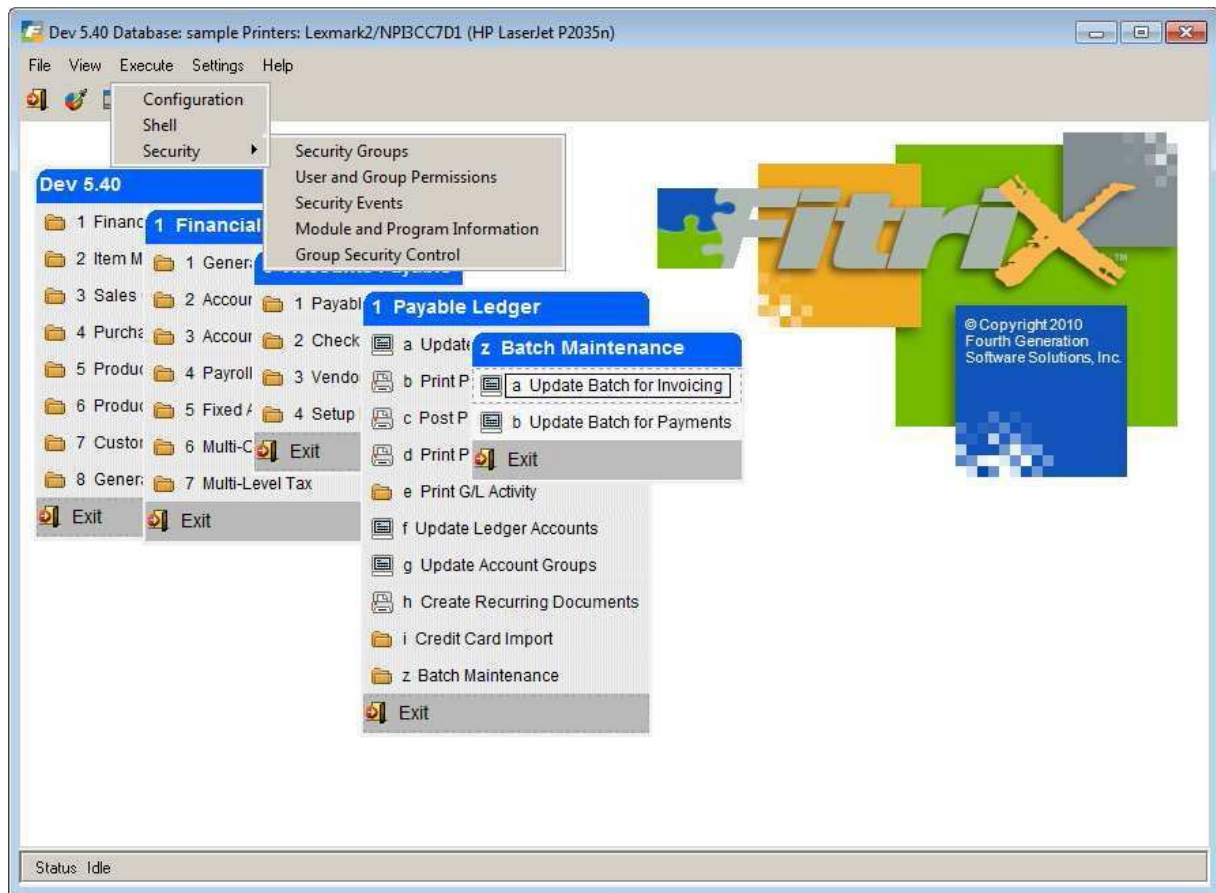 Dev 5.40 Database: sample Printers: Lexmark2/NPI3CC7D1 (HP LaserJet P2035n)
File View Execute Settings Help
Configuration
Shell
Security
Security Groups
User and Group Permissions
Security Events
Module and Program Information
Group Security Control
Dev 5.40
1 Financ
2 Item M
3 Sales
4 Purcha
5 Produc
6 Produc
7 Custor
8 Genera
Exit
1 Financial
1 Genera
2 Accour
3 Accour
4 Payroll
5 Fixed A
6 Multi-C
7 Multi-Level Tax
Exit
1 Payabl
2 Check
3 Vendo
4 Setup
Exit
1 Payable Ledger
a Update
b Print P
c Post P
d Print P
e Print G/L Activity
f Update Ledger Accounts
g Update Account Groups
h Create Recurring Documents
i Credit Card Import
z Batch Maintenance
Exit
z Batch Maintenance
a Update Batch for Invoicing
b Update Batch for Payments
Exit
Fitrix
TM
© Copyright 2010
Fourth Generation
Software Solutions, Inc.
Status Idle